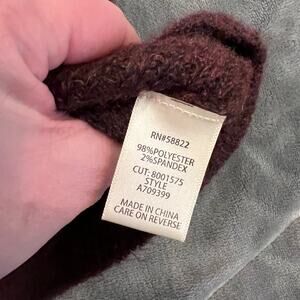 RN#58822
98%POLYESTER
2%SPANDEX
CUT: 8001575
STYLE
A709399
MADE IN CHINA
CARE ON REVERSE